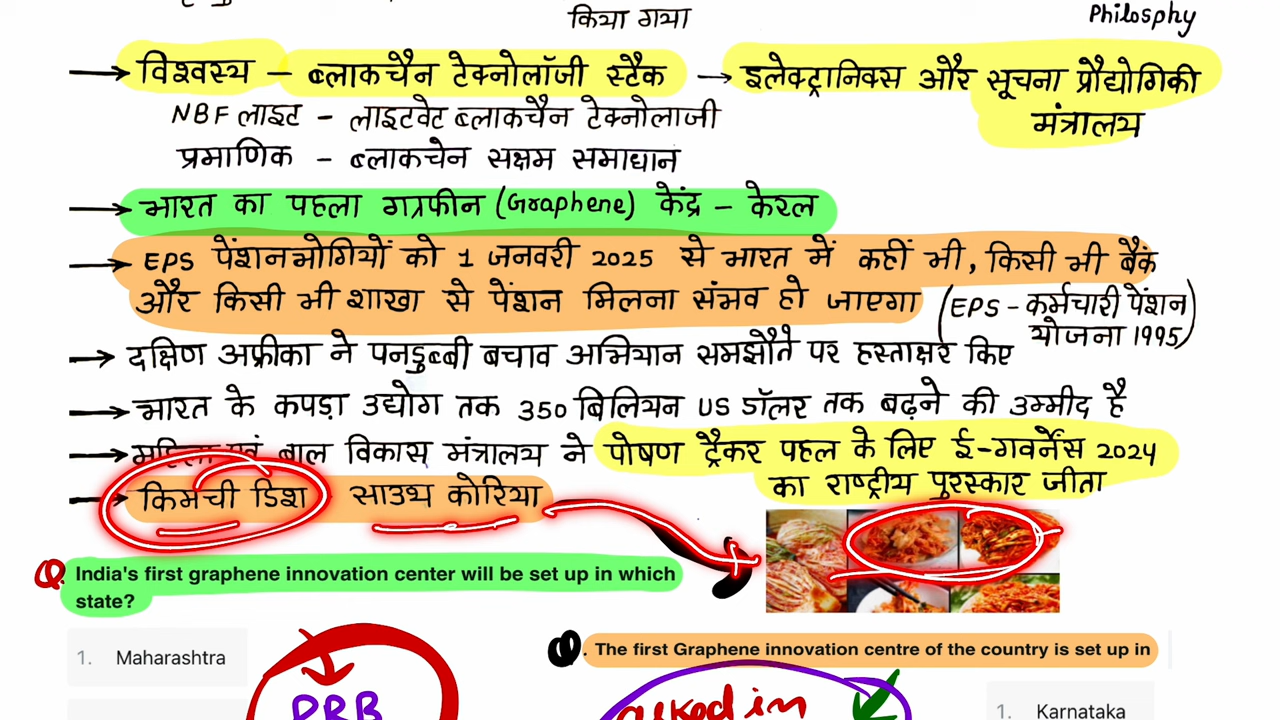 किया गया
Philosphy
→ विश्वस्य – ब्लाकचैन टेक्नोलॉजी स्टैक → इलेक्ट्रानिक्स और सूचना प्रौद्योगिकी
मंत्रालय
NBF लाइट – लाइटवेट ब्लाकचैन टेक्नोलाजी
प्रमाणिक – ब्लाकचेन सक्षम समाधान
→ भारत का पहला गत्रफीन (Graphene) केंद्र – केरल
→ EPS पेंशनभोगियों को 1 जनवरी 2025 से भारत में कहीं भी, किसी भी बैंक
और किसी भी शाखा से पेंशन मिलना संभव हो जाएगा
(EPS – कर्मचारी पेंशन
योजना 1995)
→ दक्षिण अफ्रीका ने पनडुब्बी बचाव अभियान समझौते पर हस्ताक्षर किए
→ भारत के कपड़ा उद्योग तक 350 बिलियन US डॉलर तक बढ़ने की उम्मीद है
→ महिला एवं बाल विकास मंत्रालय ने पोषण ट्रैकर पहल के लिए ई-गवर्नेंस 2024
का राष्ट्रीय पुरस्कार जीता
→ किमची डिश साउथ कोरिया
Q. India's first graphene innovation center will be set up in which
state?
1. Maharashtra
RRB
Q. The first Graphene innovation centre of the country is set up in
asked in
1. Karnataka